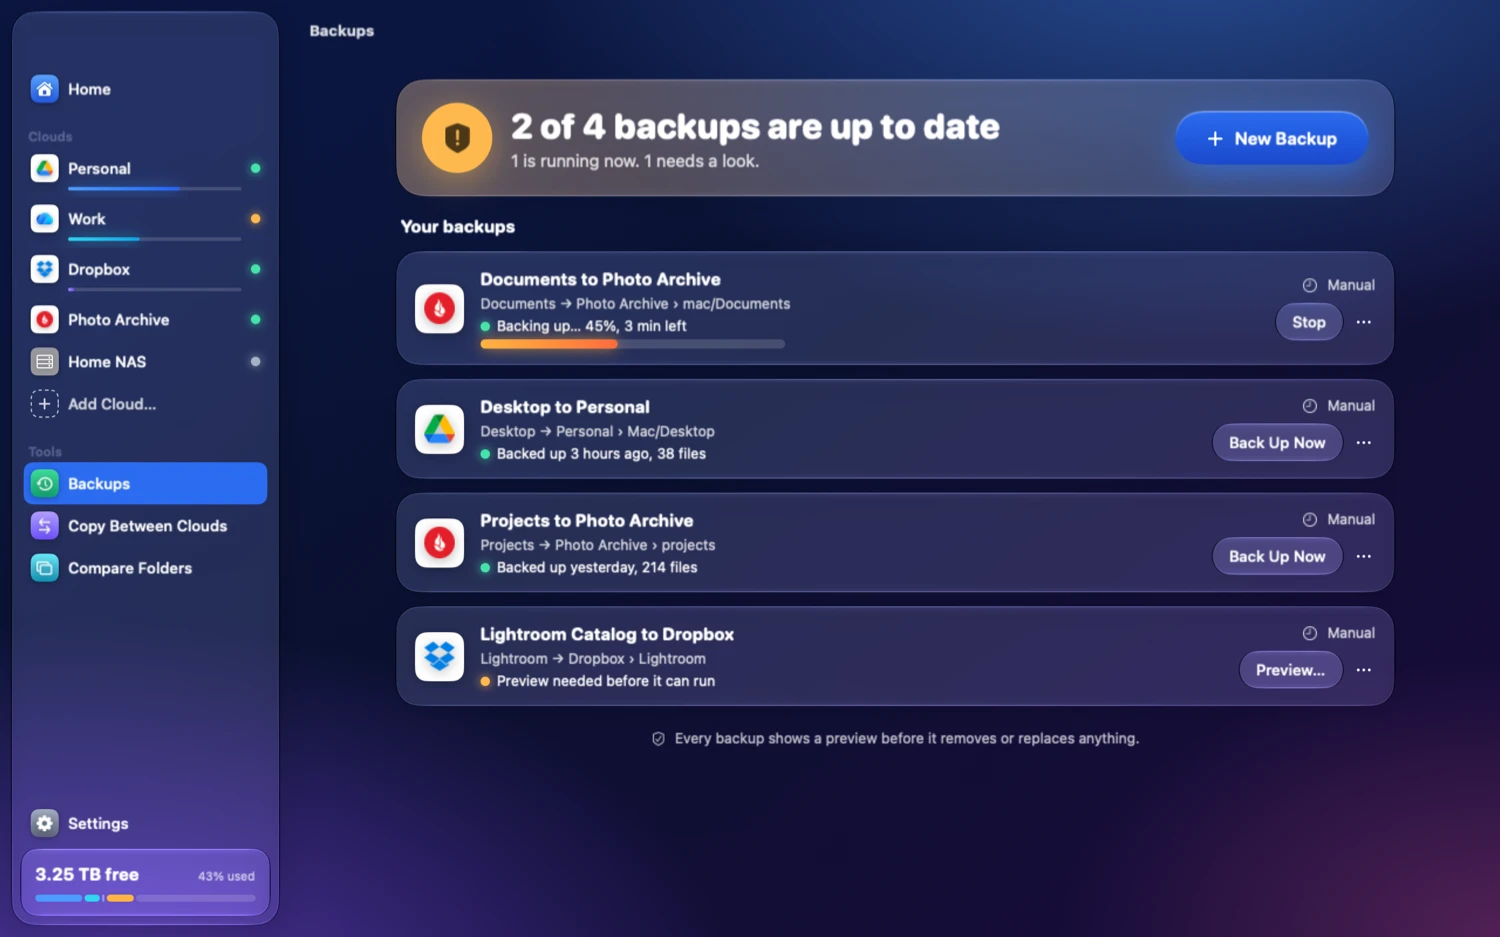 Backups
Home
Clouds
Personal
Work
Dropbox
Photo Archive
Home NAS
Add Cloud...
Tools
Backups
Copy Between Clouds
Compare Folders
Settings
3.25 TB free
43% used
2 of 4 backups are up to date
1 is running now. 1 needs a look.
+ New Backup
Your backups
Documents to Photo Archive
Documents → Photo Archive › mac/Documents
Backing up... 45%, 3 min left
Manual
Stop
Desktop to Personal
Desktop → Personal › Mac/Desktop
Backed up 3 hours ago, 38 files
Manual
Back Up Now
Projects to Photo Archive
Projects → Photo Archive › projects
Backed up yesterday, 214 files
Manual
Back Up Now
Lightroom Catalog to Dropbox
Lightroom → Dropbox › Lightroom
Preview needed before it can run
Manual
Preview...
Every backup shows a preview before it removes or replaces anything.